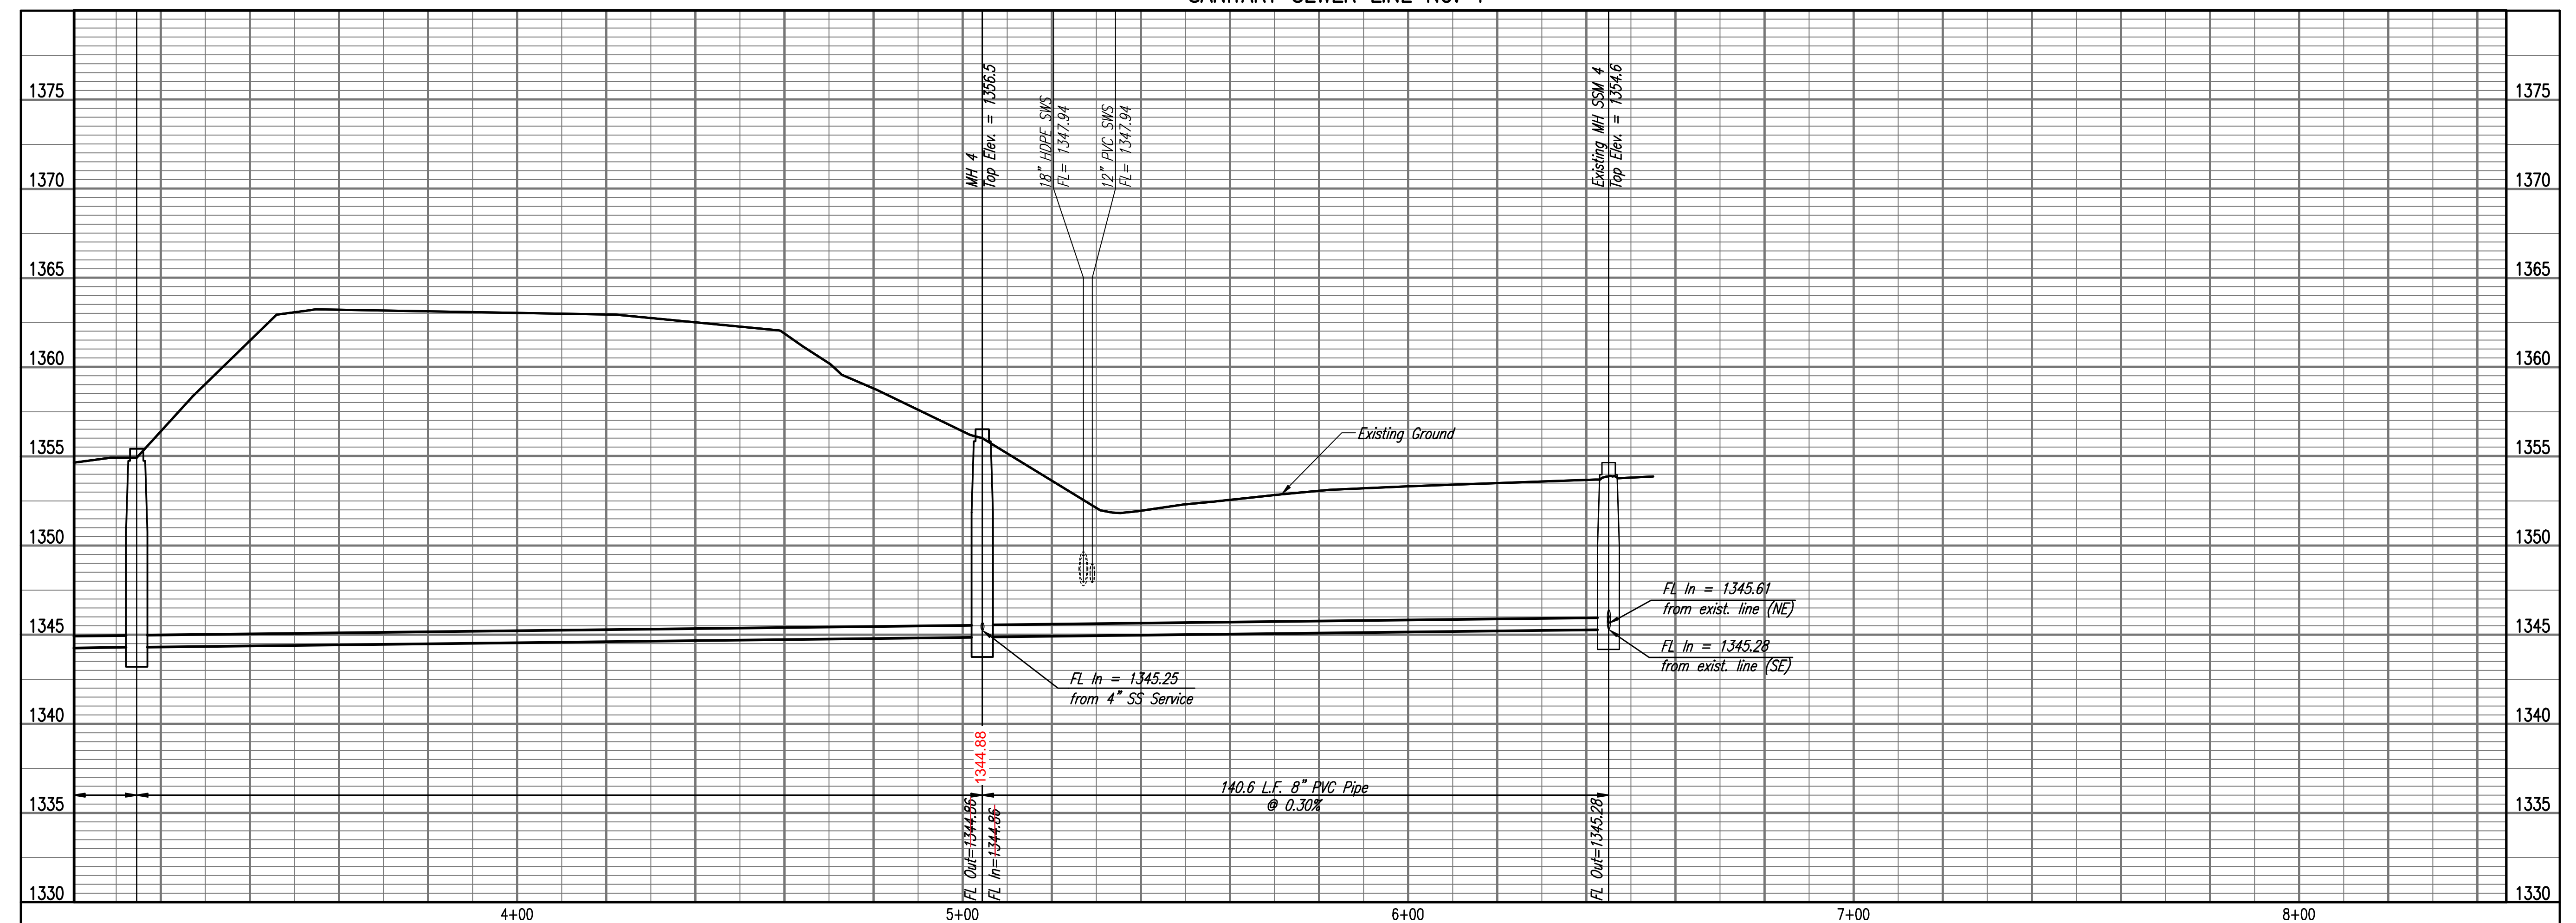 1375
1370
1365
1360
1355
1350
1345
1340
1335
1330
MH 4
Top Elev. = 1356.5
18" HDPE SWS
FL= 1347.94
12" PVC SWS
FL= 1347.94
Existing MH SSM 4
Top Elev. = 1354.6
Existing Ground
FL In = 1345.61
from exist. line (NE)
FL In = 1345.28
from exist. line (SE)
FL In = 1345.25
from 4" SS Service
1344.88
140.6 L.F. 8" PVC Pipe
@ 0.30%
FL Out=1344.86
FL In=1344.86
FL Out=1345.28
1375
1370
1365
1360
1355
1350
1345
1340
1335
1330
4+00
5+00
6+00
7+00
8+00